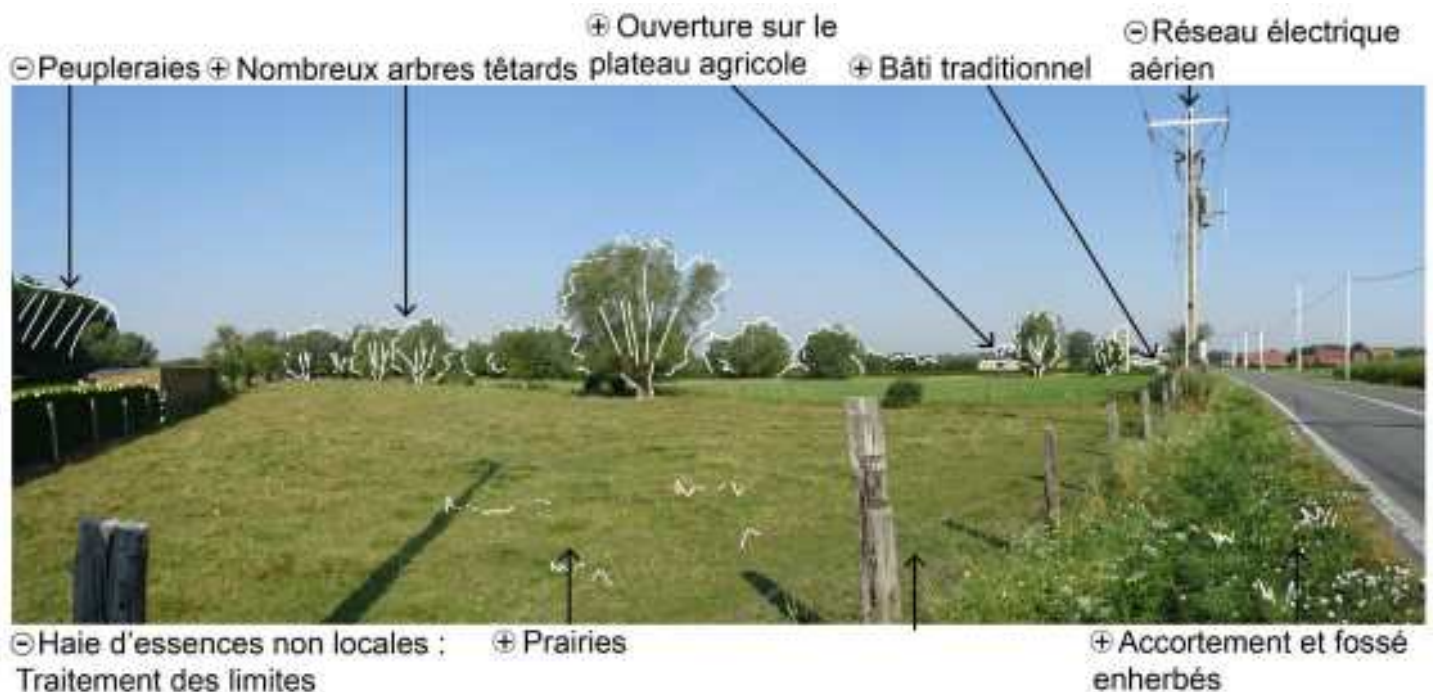 ⊖ Peupleraies
⊕ Nombreux arbres têtards
⊕ Ouverture sur le
plateau agricole
⊕ Bâti traditionnel
⊖ Réseau électrique
aérien
⊖ Haie d'essences non locales :
Traitement des limites
⊕ Prairies
⊕ Accortement et fossé
enherbés